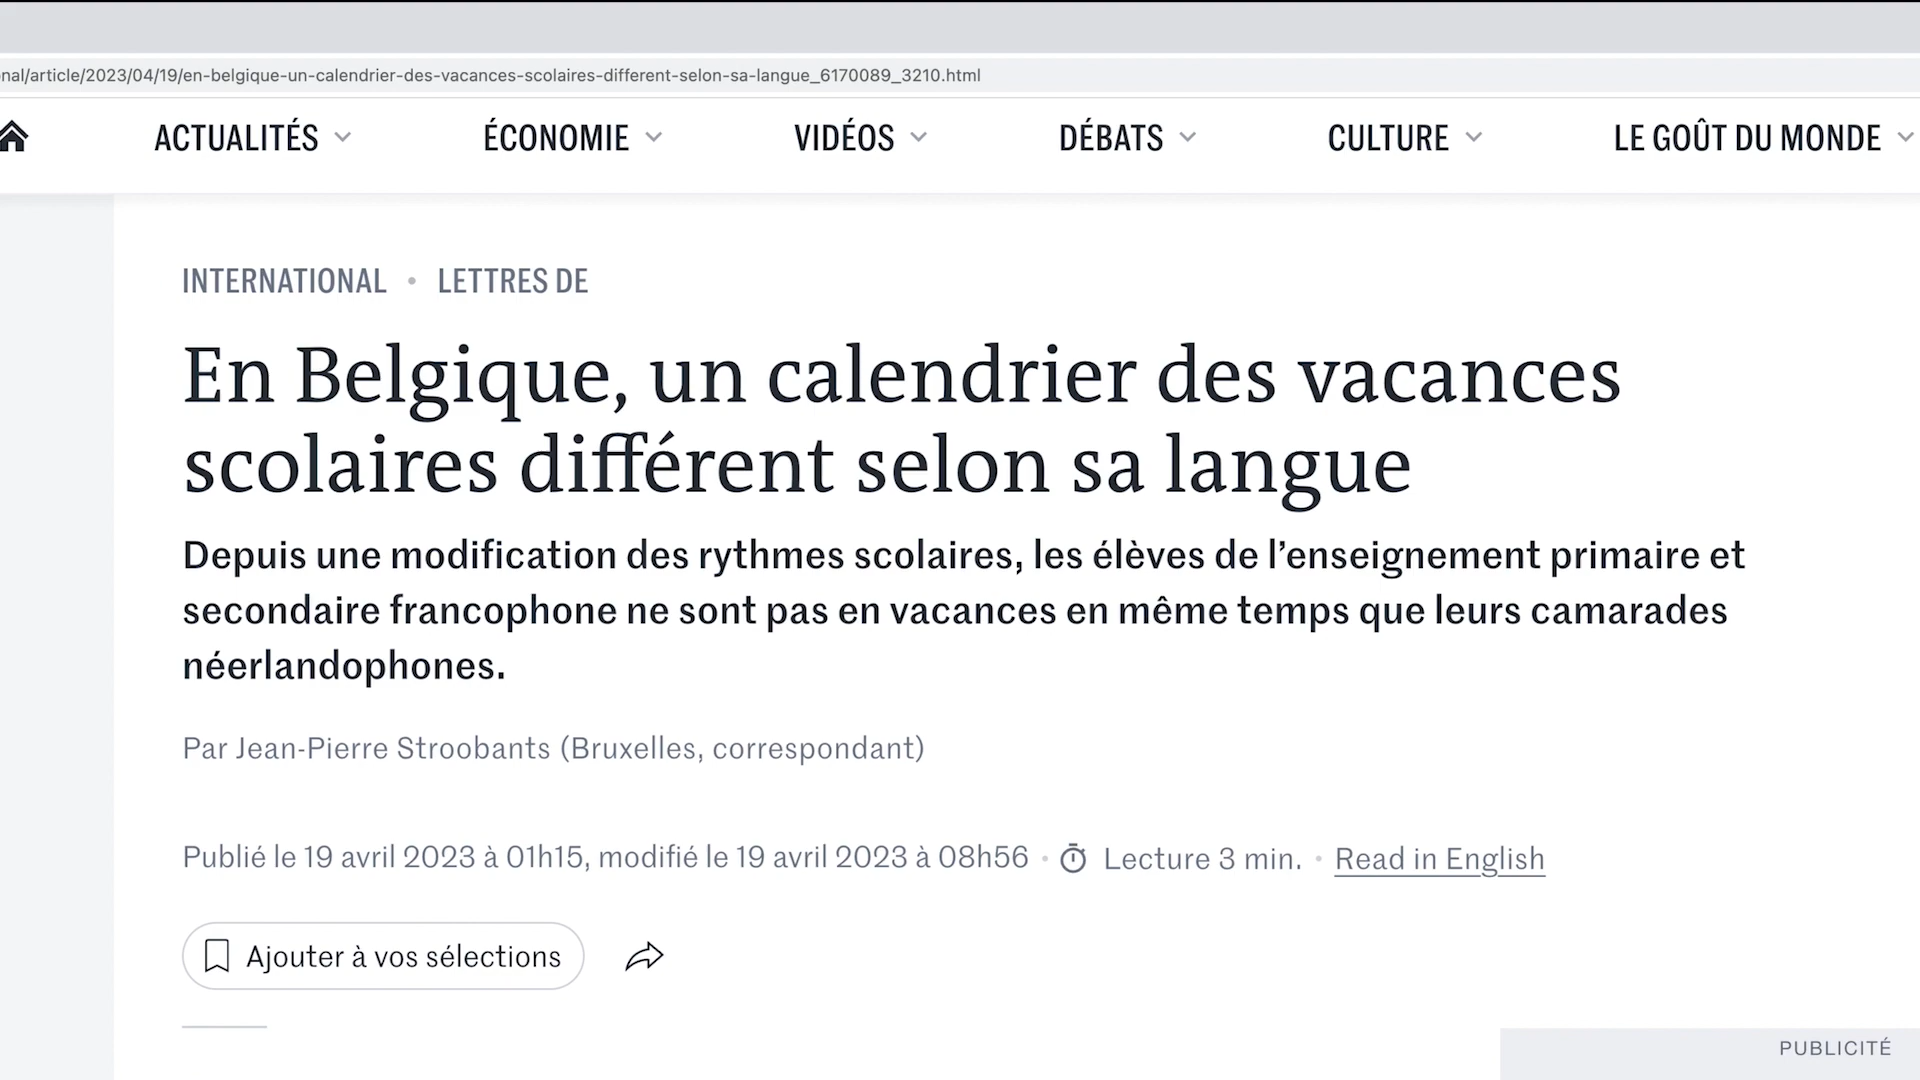 nal/article/2023/04/19/en-belgique-un-calendrier-des-vacances-scolaires-different-selon-sa-langue_6170089_3210.html
ACTUALITÉS ÉCONOMIE VIDÉOS DÉBATS CULTURE LE GOÛT DU MONDE
INTERNATIONAL • LETTRES DE
En Belgique, un calendrier des vacances
scolaires différent selon sa langue
Depuis une modification des rythmes scolaires, les élèves de l’enseignement primaire et
secondaire francophone ne sont pas en vacances en même temps que leurs camarades
néerlandophones.
Par Jean-Pierre Stroobants (Bruxelles, correspondant)
Publié le 19 avril 2023 à 01h15, modifié le 19 avril 2023 à 08h56 • Lecture 3 min. • Read in English
Ajouter à vos sélections
PUBLICITÉ